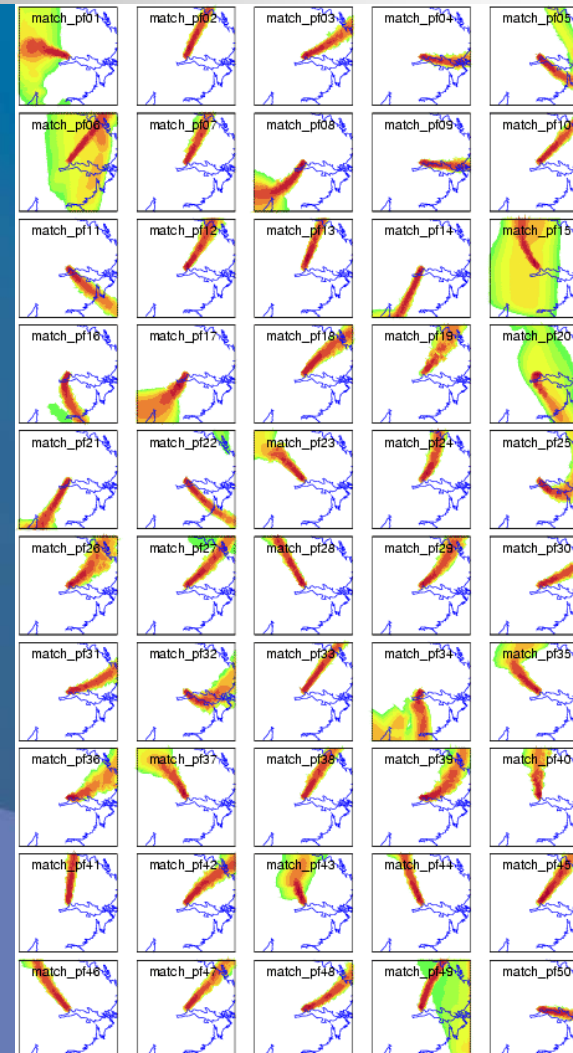 match_pf01 match_pf02 match_pf03 match_pf04 match_pf05
match_pf06 match_pf07 match_pf08 match_pf09 match_pf10
match_pf11 match_pf12 match_pf13 match_pf14 match_pf15
match_pf16 match_pf17 match_pf18 match_pf19 match_pf20
match_pf21 match_pf22 match_pf23 match_pf24 match_pf25
match_pf26 match_pf27 match_pf28 match_pf29 match_pf30
match_pf31 match_pf32 match_pf33 match_pf34 match_pf35
match_pf36 match_pf37 match_pf38 match_pf39 match_pf40
match_pf41 match_pf42 match_pf43 match_pf44 match_pf45
match_pf46 match_pf47 match_pf48 match_pf49 match_pf50